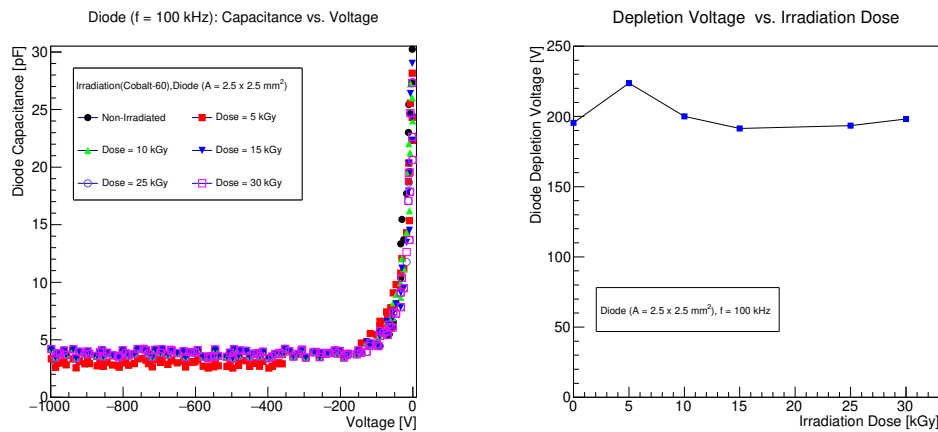 Diode (f = 100 kHz): Capacitance vs. Voltage
Diode Capacitance [pF]
30
25
20
15
10
5
0
Irradiation(Cobalt-60),Diode (A = 2.5 x 2.5 mm²)
Non-Irradiated
Dose = 5 kGy
Dose = 10 kGy
Dose = 15 kGy
Dose = 25 kGy
Dose = 30 kGy
−1000 −800 −600 −400 −200 0
Voltage [V]
Depletion Voltage vs. Irradiation Dose
Diode Depletion Voltage [V]
250
200
150
100
50
0
Diode (A = 2.5 x 2.5 mm²), f = 100 kHz
0 5 10 15 20 25 30
Irradiation Dose [kGy]